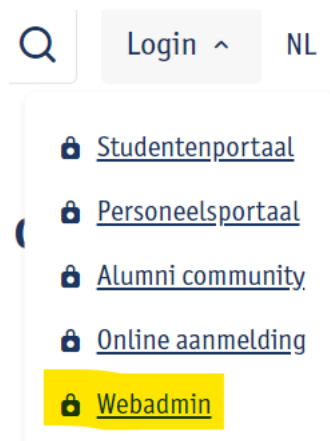 Login NL
Studentenportaal
Personeelsportaal
Alumni community
Online aanmelding
Webadmin